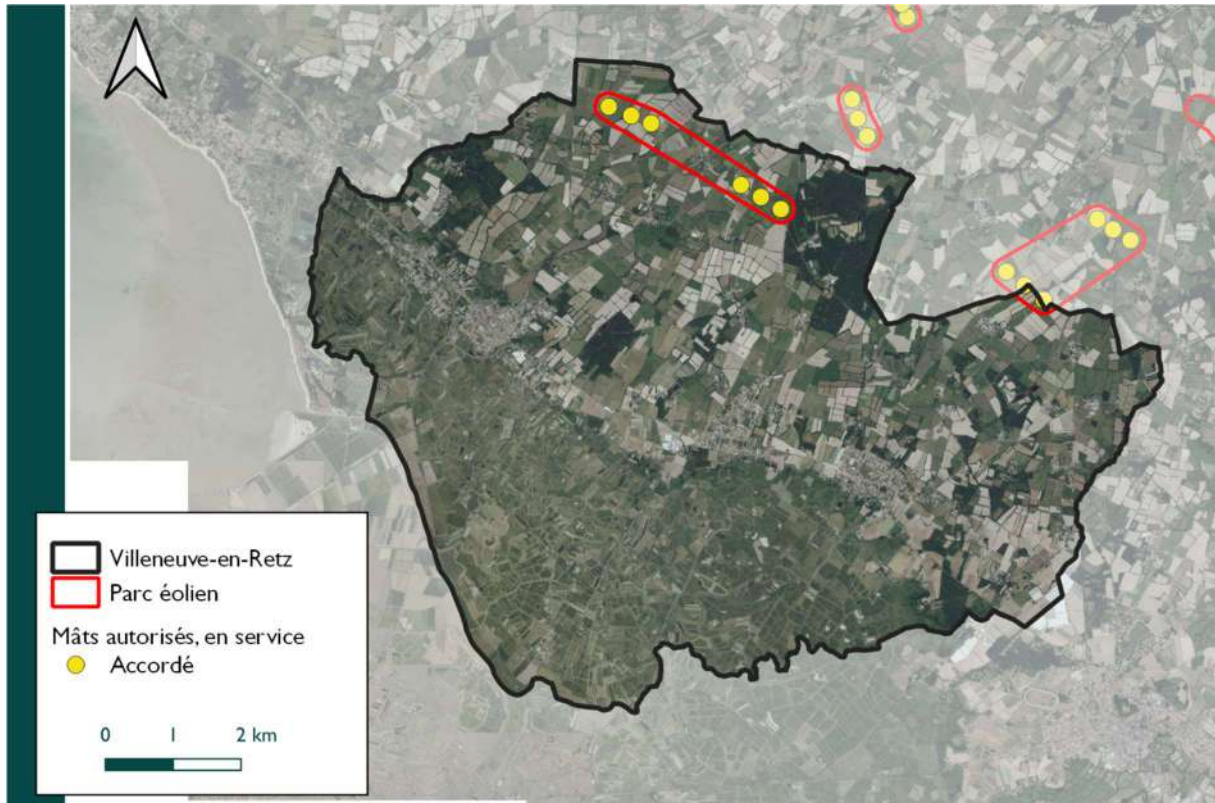 Villeneuve-en-Retz
Parc éolien
Mâts autorisés, en service
Accordé
0 1 2 km